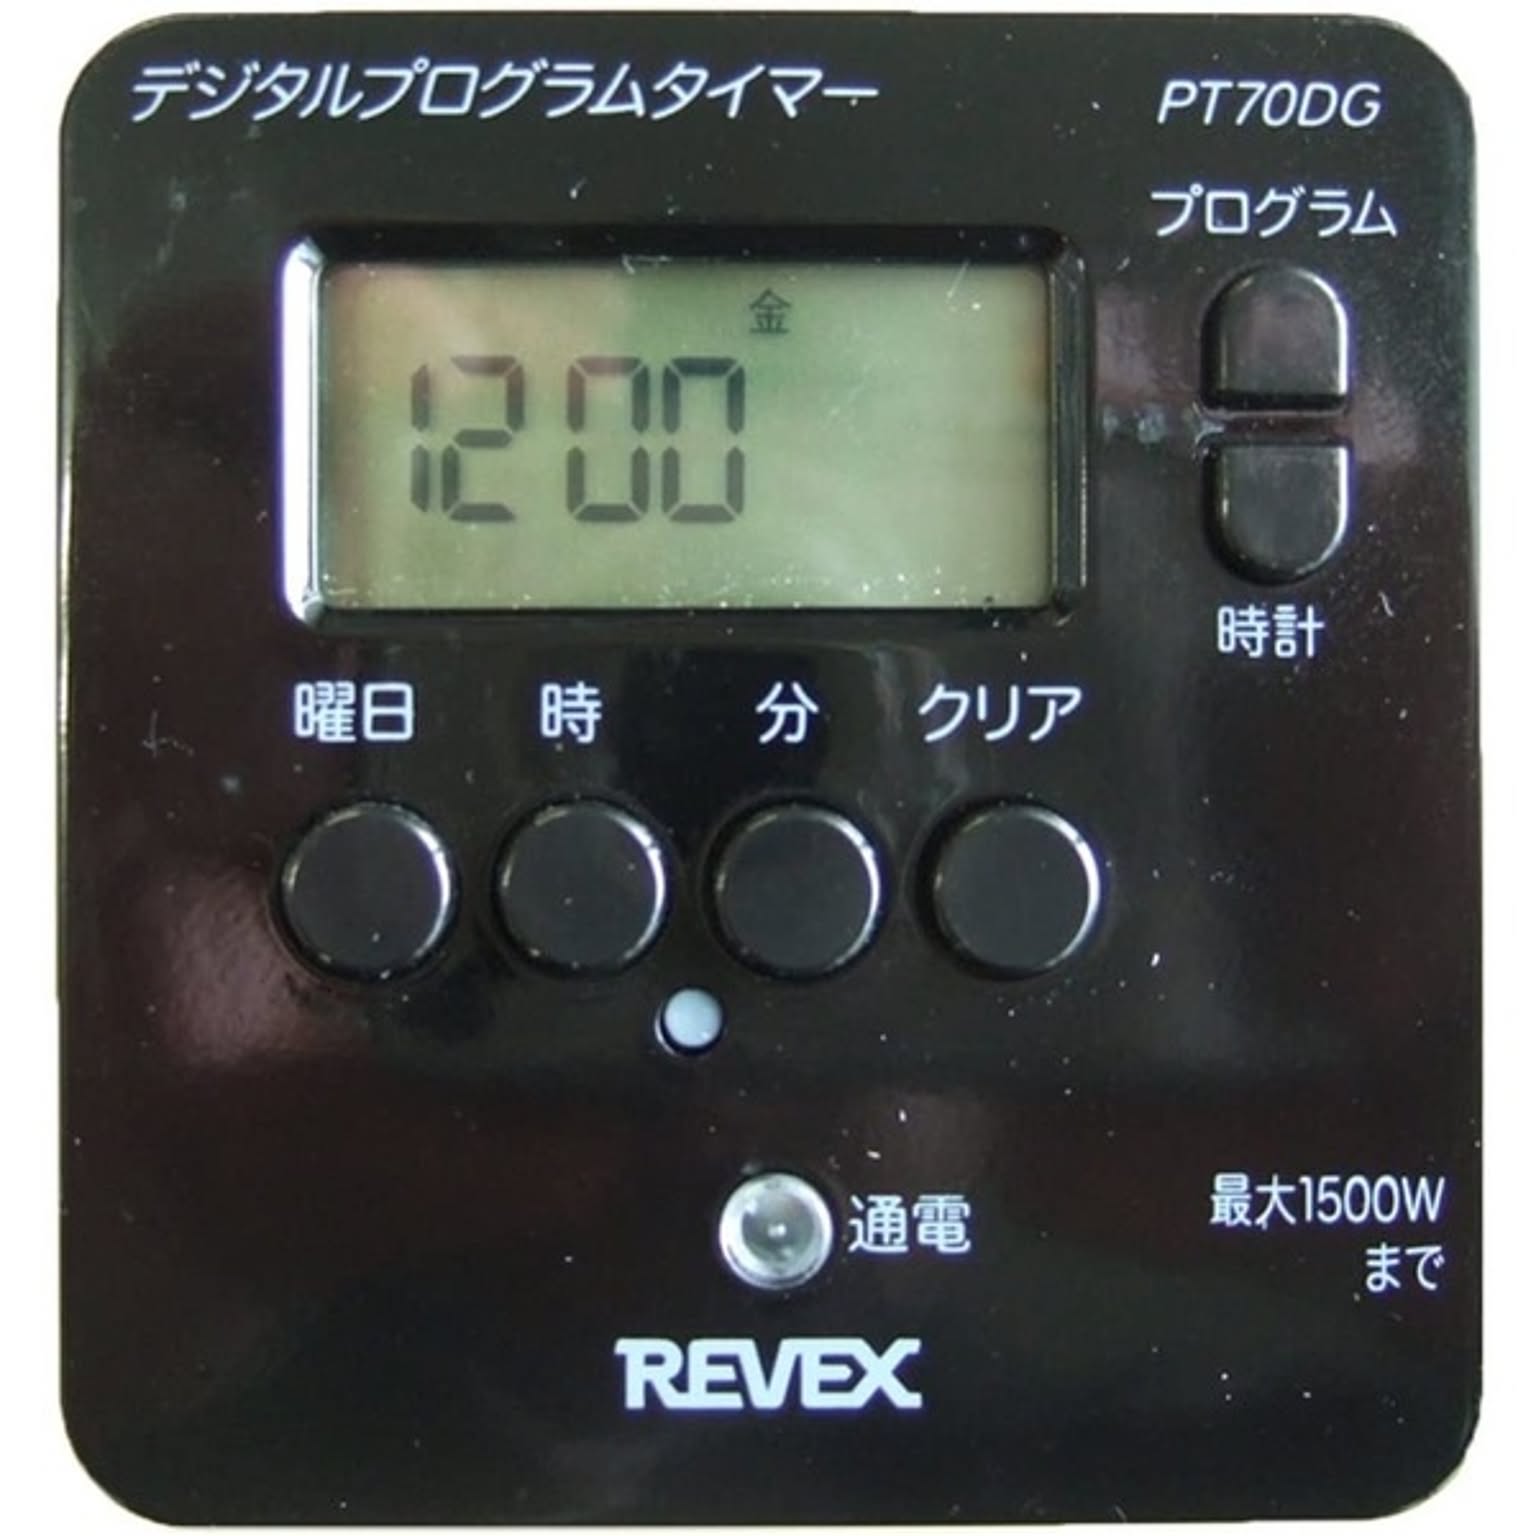 デジタルプログラムタイマー PT70DG
プログラム
金
12 00
時計
曜日 時 分 クリア
通電
最大1500W
まで
REVEX